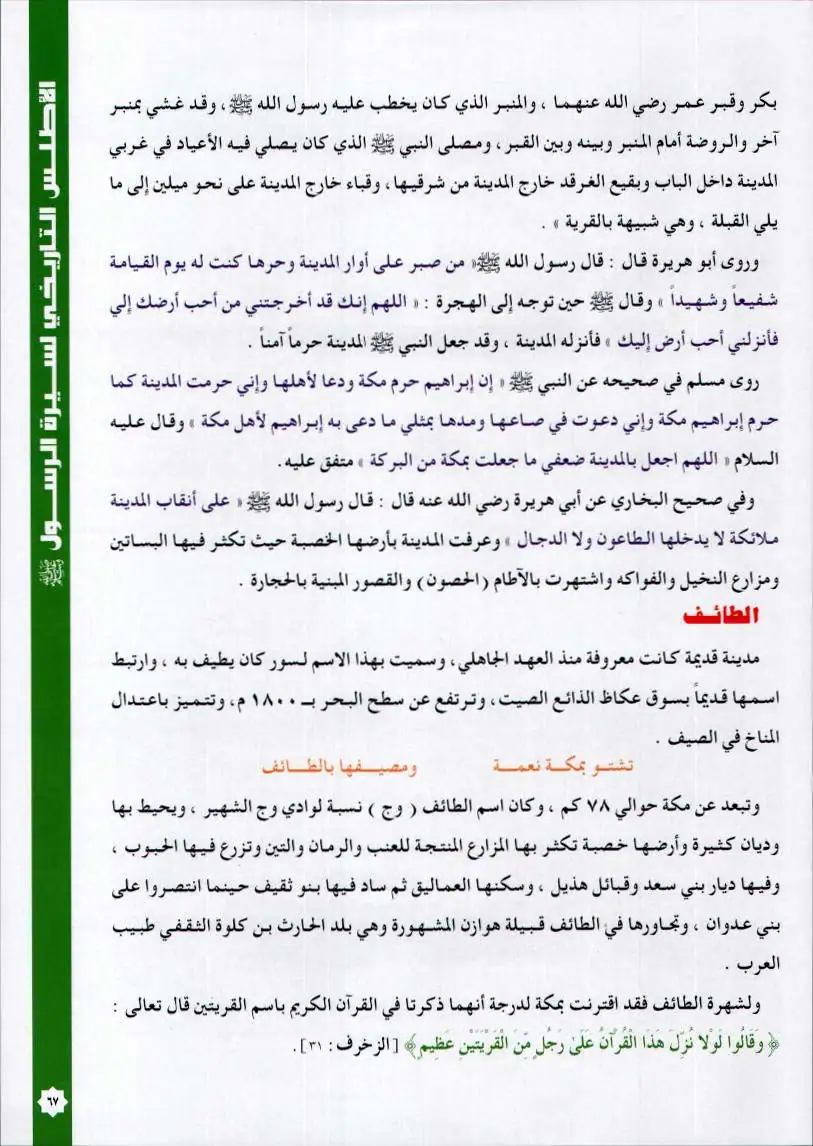 الأطلس التاريخي لسيرة الرسول ﷺ
بكر وقبر عمر رضي الله عنهما ، والمنبر الذي كان يخطب عليه رسول الله ﷺ ، وقد غشي بمنبر
آخر والروضة أمام المنبر وبينه وبين القبر ، ومصلى النبي ﷺ الذي كان يصلي فيه الأعياد في غربي
المدينة داخل الباب وبقيع الغرقد خارج المدينة من شرقيها ، وقباء خارج المدينة على نحو ميلين إلى ما
يلي القبلة ، وهي شبيهة بالقرية » .
وروى أبو هريرة قال : قال رسول الله ﷺ « من صبر على أوار المدينة وحرها كنت له يوم القيامة
شفيعاً وشهيداً » وقال ﷺ حين توجه إلى الهجرة : « اللهم إنك قد أخرجتني من أحب أرضك إلي
فأنزلني أحب أرض إليك » فأنزله المدينة ، وقد جعل النبي ﷺ المدينة حرماً آمناً .
روى مسلم في صحيحه عن النبي ﷺ « إن إبراهيم حرم مكة ودعا لأهلها وإني حرمت المدينة كما
حرم إبراهيم مكة وإني دعوت في صاعها ومدها بمثلي ما دعى به إبراهيم لأهل مكة » وقال عليه
السلام « اللهم اجعل بالمدينة ضعفي ما جعلت بمكة من البركة » متفق عليه .
وفي صحيح البخاري عن أبي هريرة رضي الله عنه قال : قال رسول الله ﷺ « على أنقاب المدينة
ملائكة لا يدخلها الطاعون ولا الدجال » وعرفت المدينة بأرضها الخصبة حيث تكثر فيها البساتين
ومزارع النخيل والفواكه واشتهرت بالآطام ( الحصون ) والقصور المبنية بالحجارة .
الطائف
مدينة قديمة كانت معروفة منذ العهد الجاهلي ، وسميت بهذا الاسم لسور كان يطيف به ، وارتبط
اسمها قديماً بسوق عكاظ الذائع الصيت ، وترتفع عن سطح البحر بـ ١٨٠٠ م ، وتتميز باعتدال
المناخ في الصيف .
تشتو بمكة نعمة ومصيفها بالطائف
وتبعد عن مكة حوالي ٧٨ كم ، وكان اسم الطائف ( وج ) نسبة لوادي وج الشهير ، ويحيط بها
وديان كثيرة وأرضها خصبة تكثر بها المزارع المنتجة للعنب والرمان والتين وتزرع فيها الحبوب ،
وفيها ديار بني سعد وقبائل هذيل ، وسكنها العماليق ثم ساد فيها بنو ثقيف حينما انتصروا على
بني عدوان ، وتجاورها في الطائف قبيلة هوازن المشهورة وهي بلد الحارث بن كلوة الثقفي طبيب
العرب .
ولشهرة الطائف فقد اقترنت بمكة لدرجة أنهما ذكرتا في القرآن الكريم باسم القريتين قال تعالى :
﴿ وَقَالُوا لَوْلا نُزِّلَ هَذَا الْقُرْآنُ عَلَىٰ رَجُلٍ مِّنَ الْقَرْيَتَيْنِ عَظِيمٍ ﴾ [ الزخرف : ٣١ ] .
٦٧